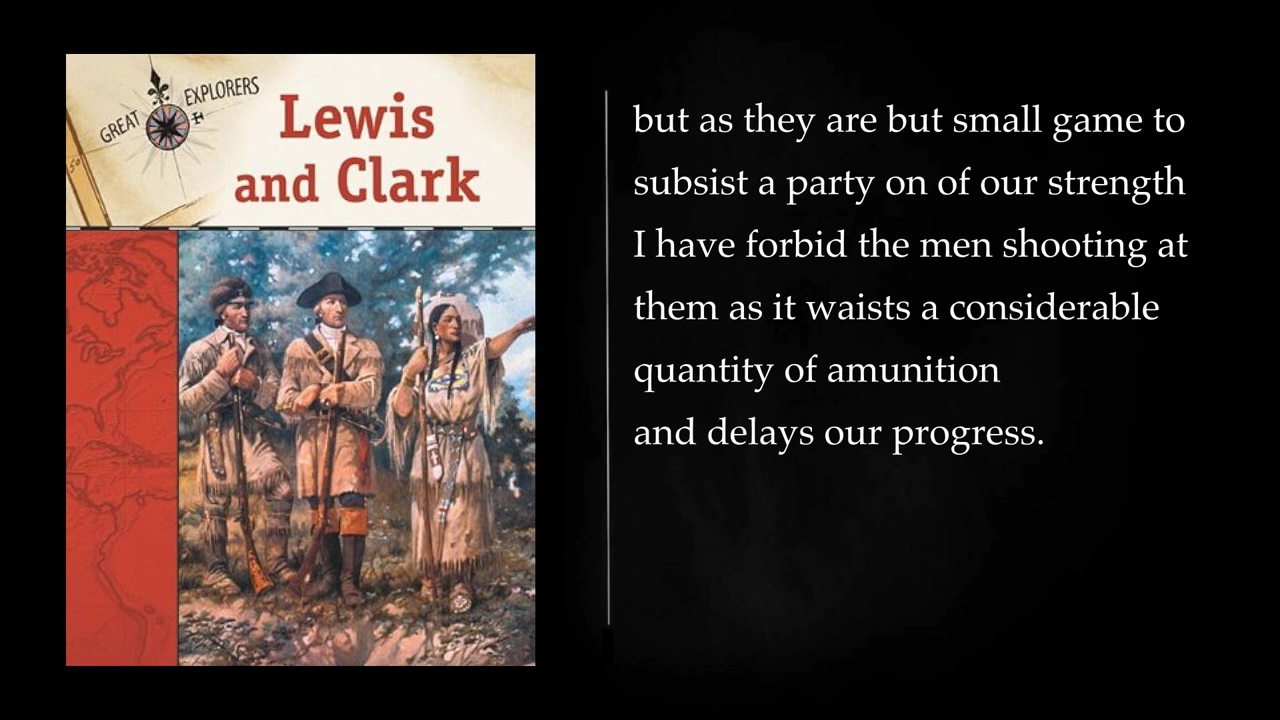 GREAT EXPLORERS
Lewis
and Clark
50
but as they are but small game to
subsist a party on of our strength
I have forbid the men shooting at
them as it waists a considerable
quantity of amunition
and delays our progress.